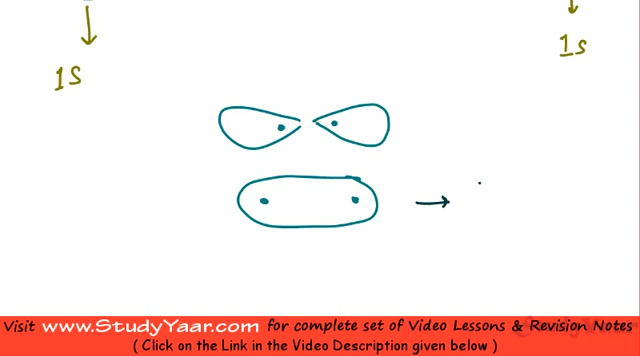 1S
1S
Visit www.StudyYaar.com for complete set of Video Lessons & Revision Notes
( Click on the Link in the Video Description given below )